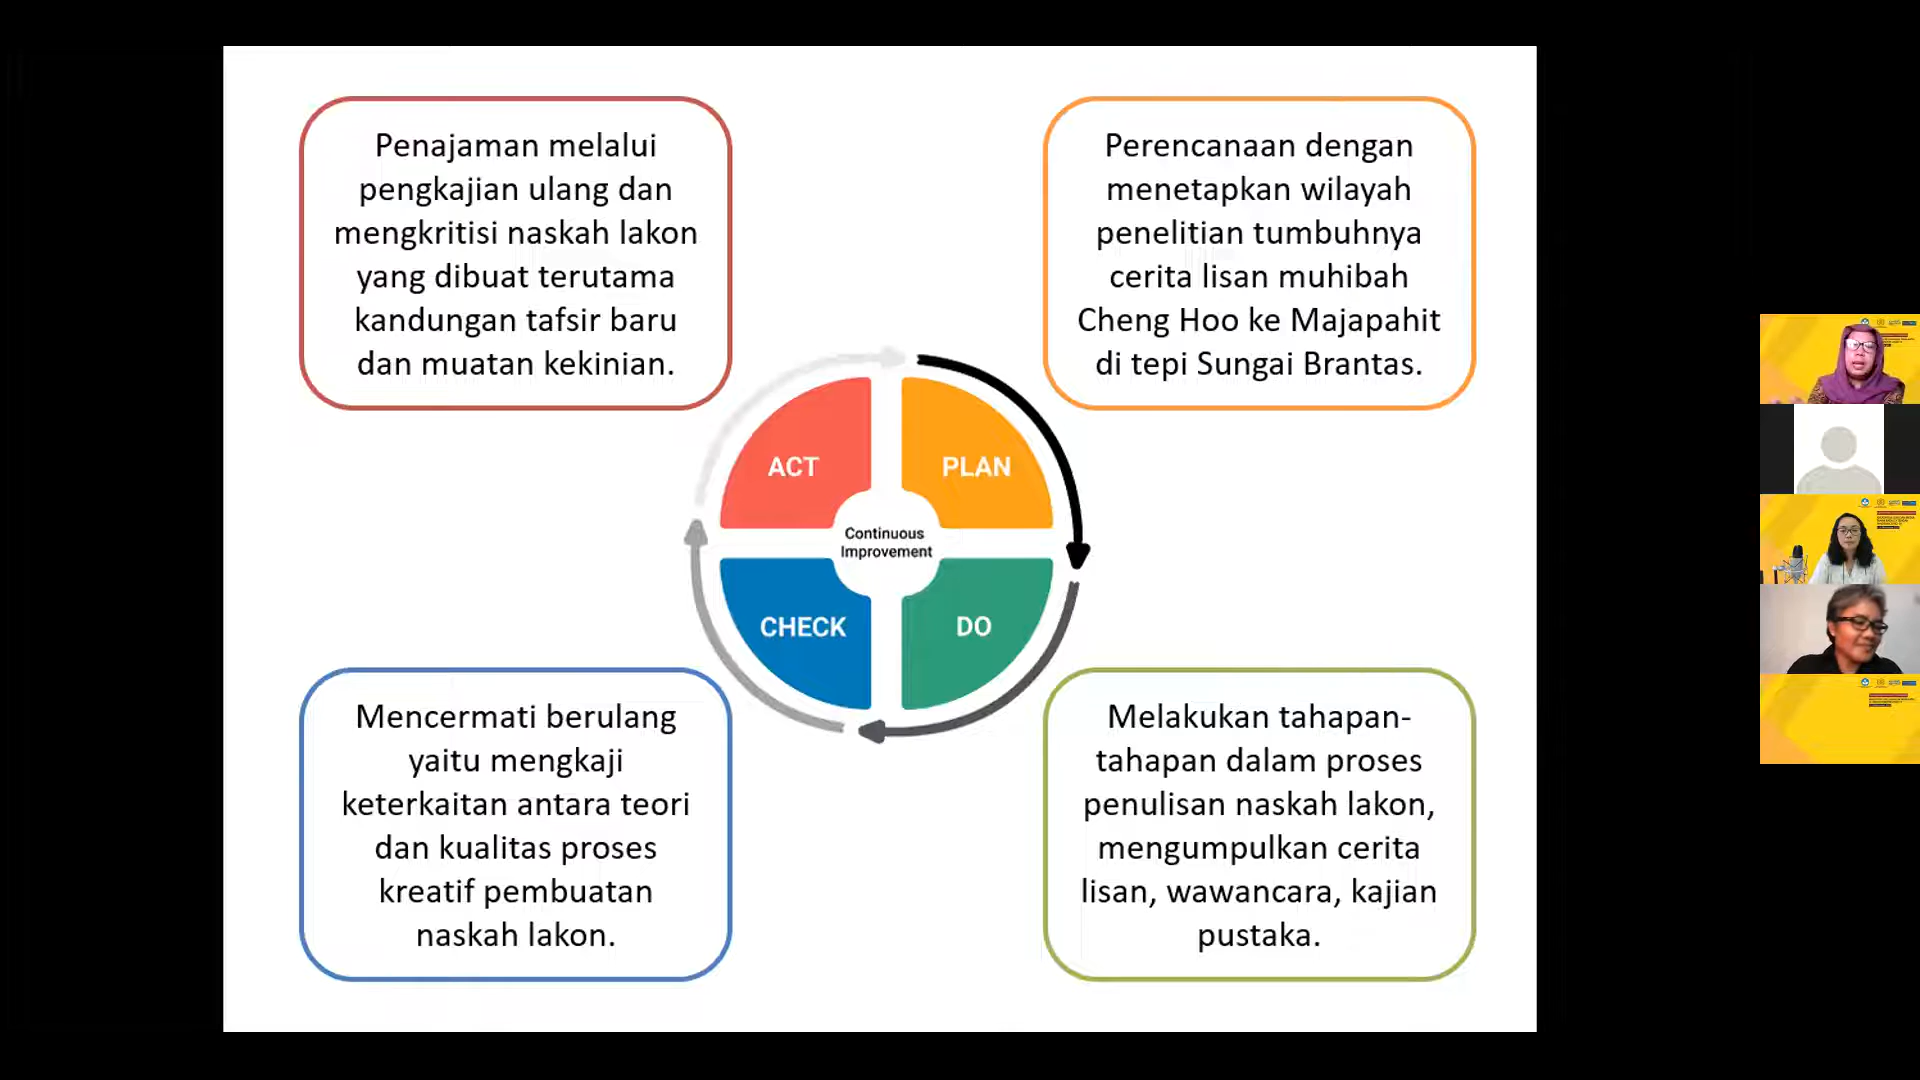 Penajaman melalui
pengkajian ulang dan
mengkritisi naskah lakon
yang dibuat terutama
kandungan tafsir baru
dan muatan kekinian.
Perencanaan dengan
menetapkan wilayah
penelitian tumbuhnya
cerita lisan muhibah
Cheng Hoo ke Majapahit
di tepi Sungai Brantas.
ACT
PLAN
Continuous
Improvement
CHECK
DO
Mencermati berulang
yaitu mengkaji
keterkaitan antara teori
dan kualitas proses
kreatif pembuatan
naskah lakon.
Melakukan tahapan-
tahapan dalam proses
penulisan naskah lakon,
mengumpulkan cerita
lisan, wawancara, kajian
pustaka.